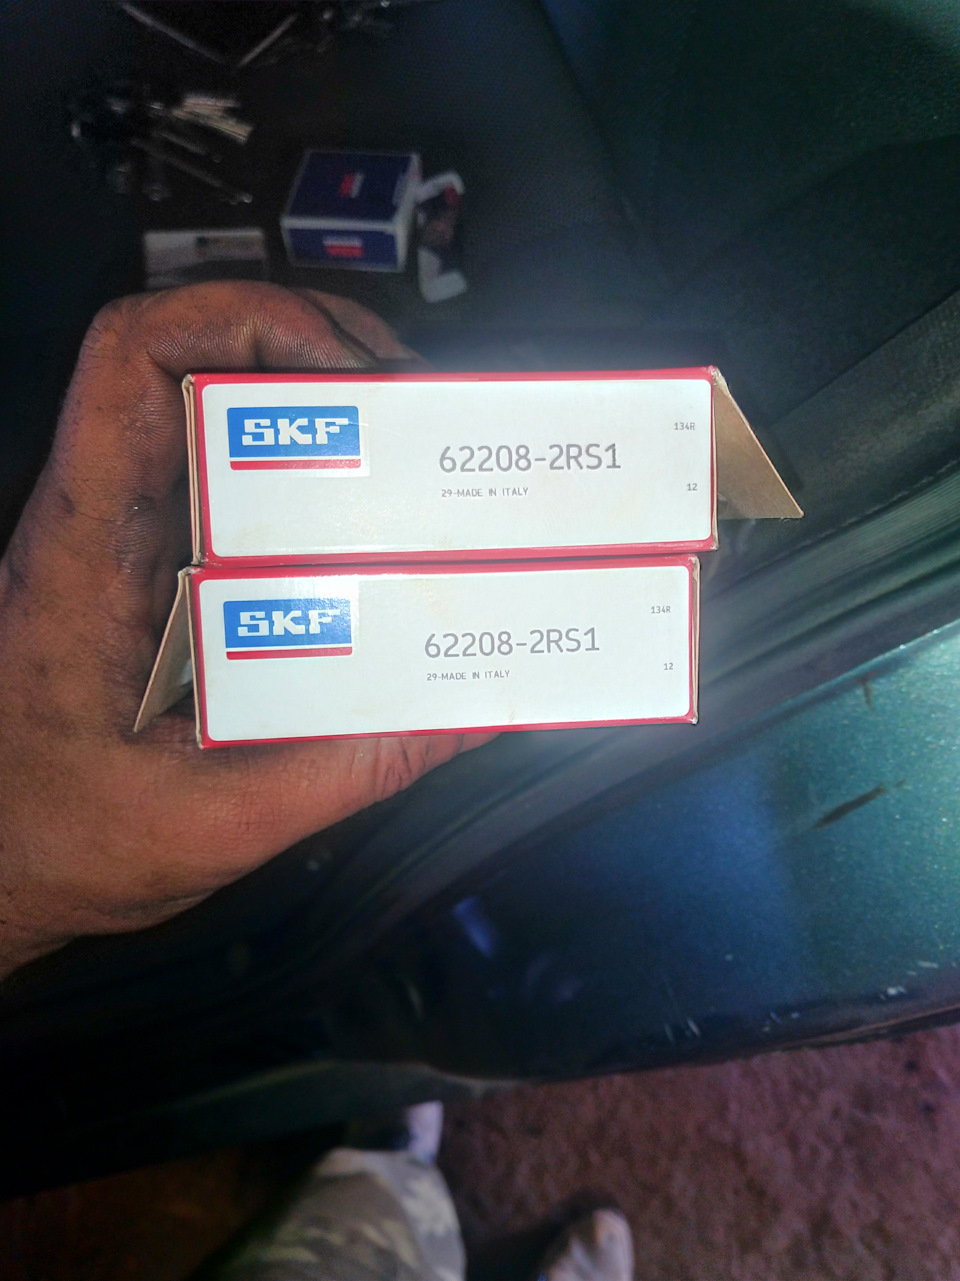 SKF
134R
62208-2RS1
29-MADE IN ITALY
12
SKF
134R
62208-2RS1
29-MADE IN ITALY
12